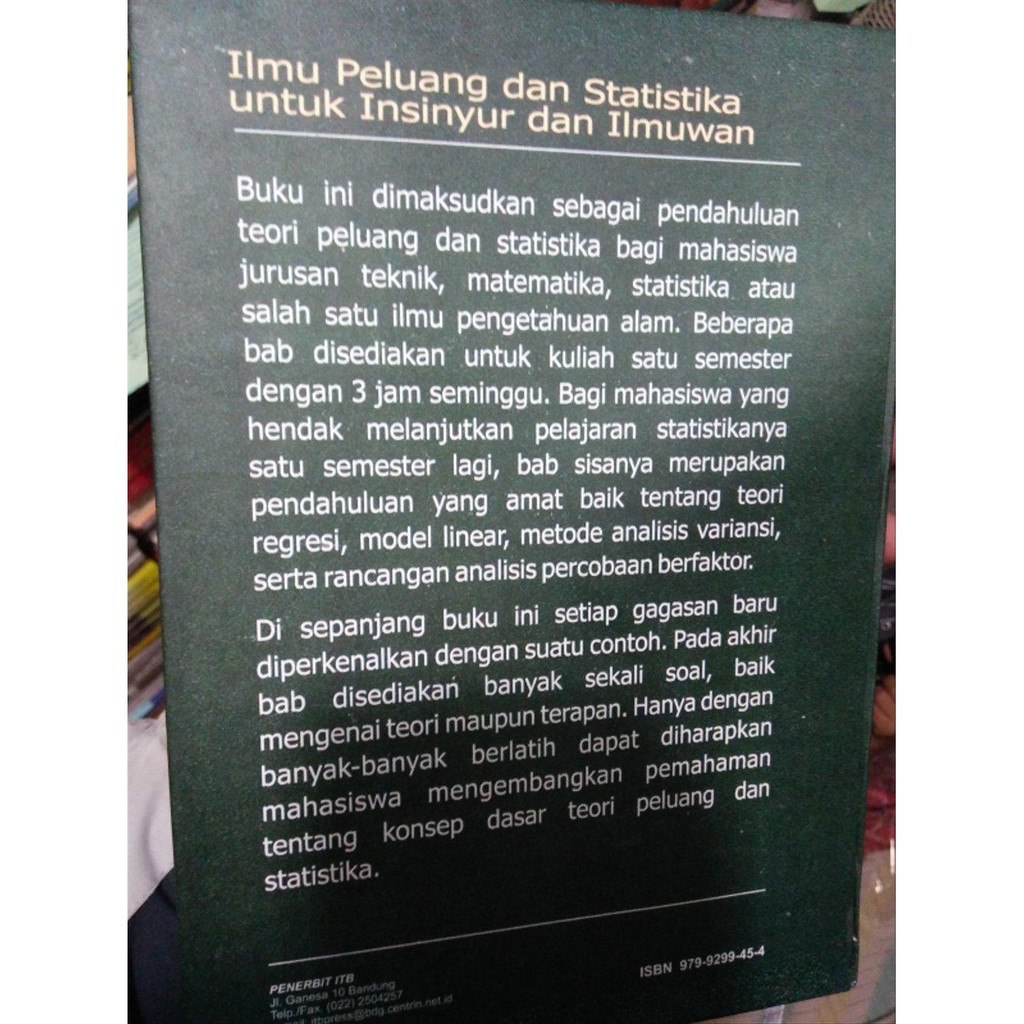 Ilmu Peluang dan Statistika
untuk Insinyur dan Ilmuwan
Buku ini dimaksudkan sebagai pendahuluan
teori peluang dan statistika bagi mahasiswa
jurusan teknik, matematika, statistika atau
salah satu ilmu pengetahuan alam. Beberapa
bab disediakan untuk kuliah satu semester
dengan 3 jam seminggu. Bagi mahasiswa yang
hendak melanjutkan pelajaran statistikanya
satu semester lagi, bab sisanya merupakan
pendahuluan yang amat baik tentang teori
regresi, model linear, metode analisis variansi,
serta rancangan analisis percobaan berfaktor.
Di sepanjang buku ini setiap gagasan baru
diperkenalkan dengan suatu contoh. Pada akhir
bab disediakan banyak sekali soal, baik
mengenai teori maupun terapan. Hanya dengan
banyak-banyak berlatih dapat diharapkan
mahasiswa mengembangkan pemahaman
tentang konsep dasar teori peluang dan
statistika.
PENERBIT ITB
Jl. Ganesa 10 Bandung
Telp./Fax. (022) 2504257
itbpress@bdg.centrin.net.id
ISBN 979-9299-45-4